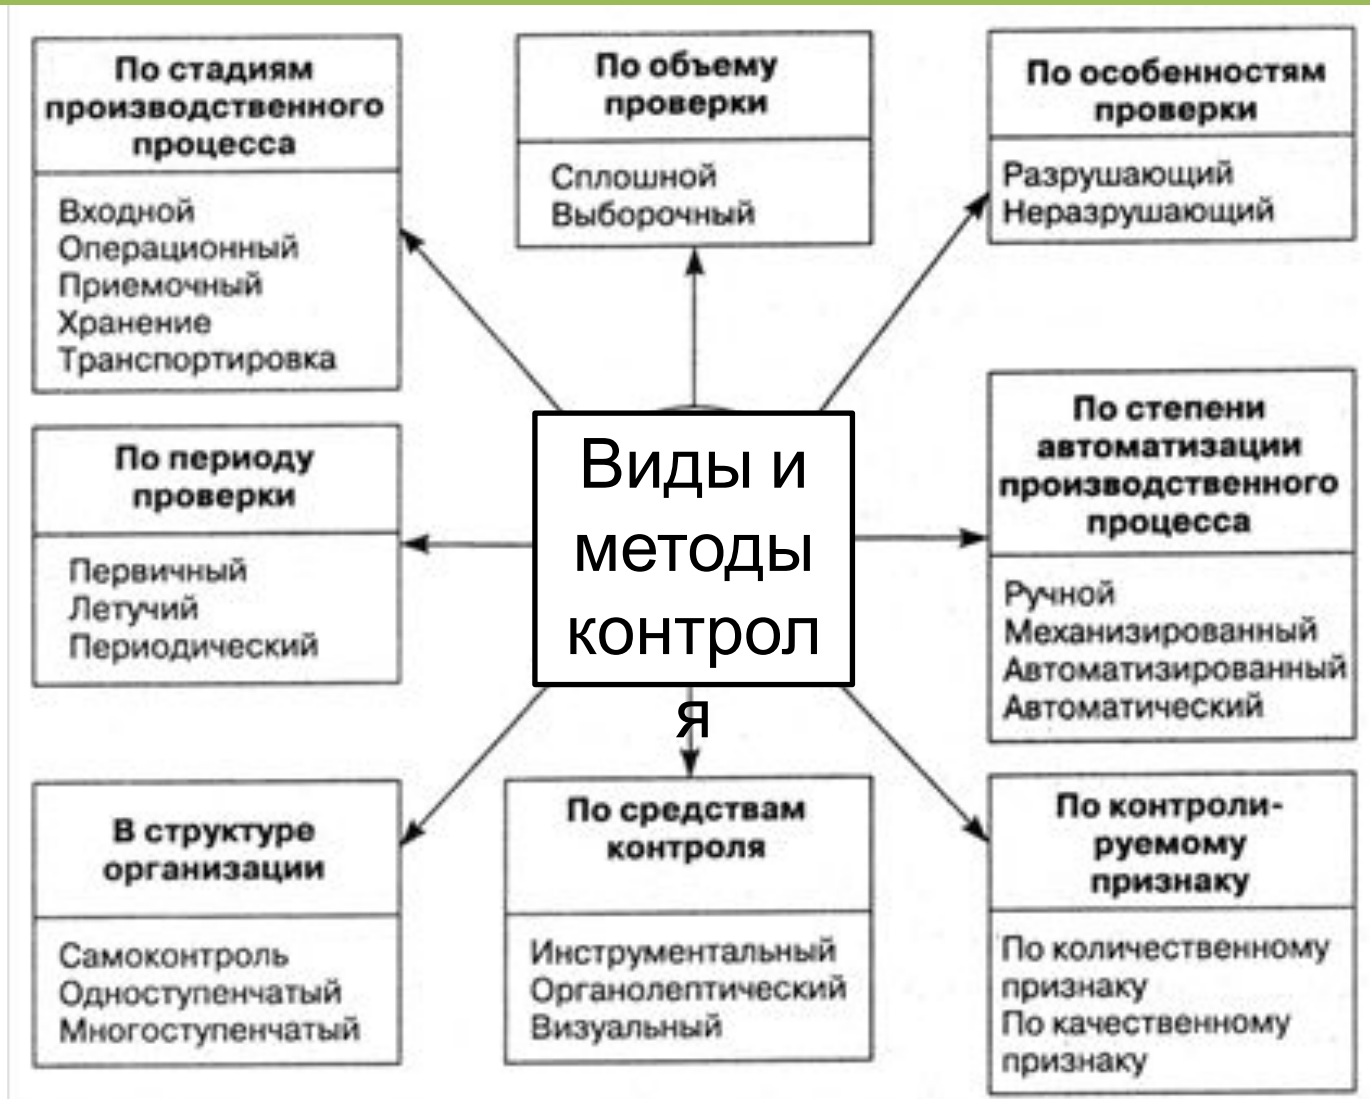 По стадиям
производственного
процесса
Входной
Операционный
Приемочный
Хранение
Транспортировка
По объему
проверки
Сплошной
Выборочный
По особенностям
проверки
Разрушающий
Неразрушающий
По периоду
проверки
Первичный
Летучий
Периодический
Виды и
методы
контрол
я
По степени
автоматизации
производственного
процесса
Ручной
Механизированный
Автоматизированный
Автоматический
В структуре
организации
Самоконтроль
Одноступенчатый
Многоступенчатый
По средствам
контроля
Инструментальный
Органолептический
Визуальный
По контроли-
руемому
признаку
По количественному
признаку
По качественному
признаку